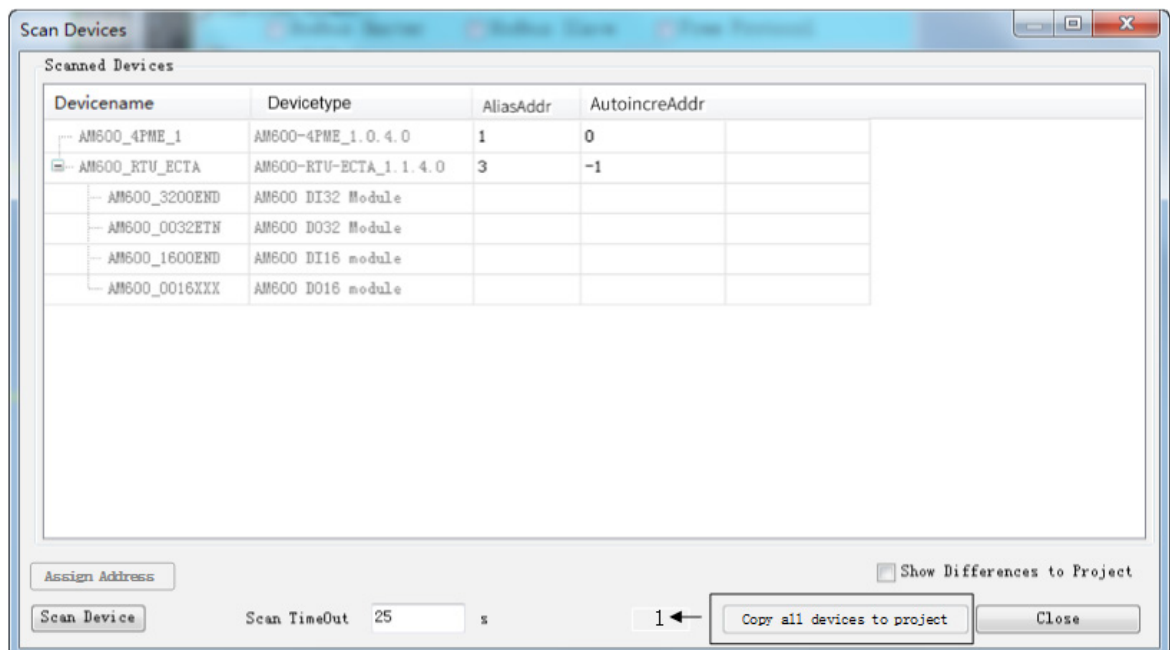 Scan Devices
Scanned Devices
Devicename Devicetype AliasAddr AutoincreAddr
AM600_4PME_1 AM600-4PME_1.0.4.0 1 0
AM600_RTU_ECTA AM600-RTU-ECTA_1.1.4.0 3 -1
AM600_3200END AM600 DI32 Module
AM600_0032ETN AM600 DO32 Module
AM600_1600END AM600 DI16 module
AM600_0016XXX AM600 DO16 module
Assign Address Show Differences to Project
Scan Device Scan TimeOut 25 s 1 Copy all devices to project Close